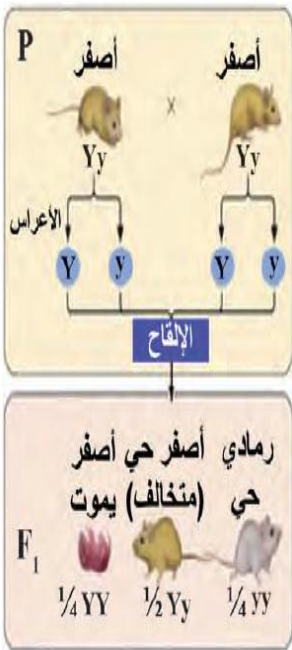 P
أصفر × أصفر
Yy Yy
الأعراس
Y y Y y
الإلقاح
رمادي أصفر حي أصفر
حي (متخالف) يموت
F₁
¼ YY ½ Yy ¼ yy